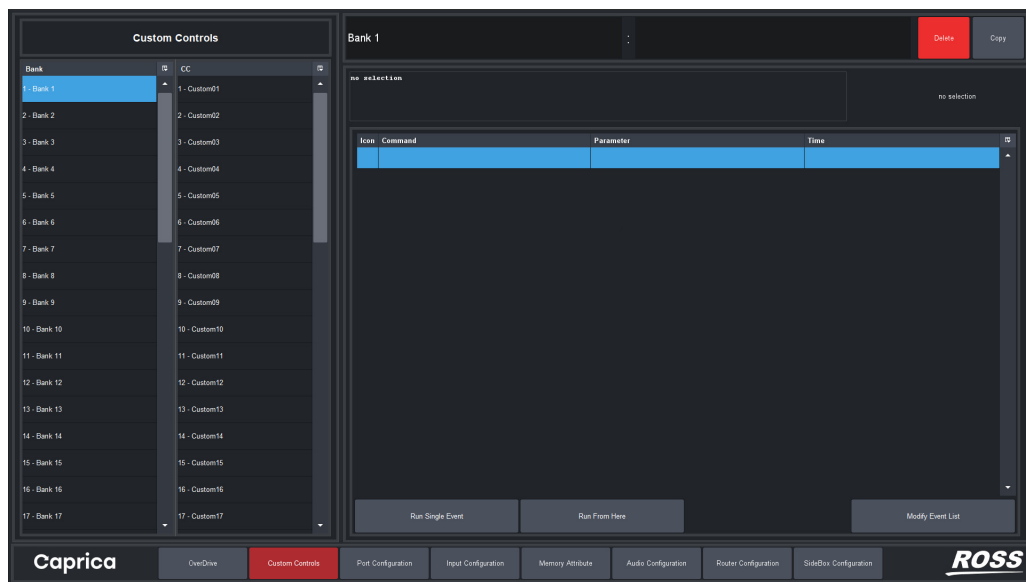 Custom Controls
Bank 1
:
Delete
Copy
Bank
CC
1 - Bank 1
1 - Custom01
2 - Bank 2
2 - Custom02
3 - Bank 3
3 - Custom03
4 - Bank 4
4 - Custom04
5 - Bank 5
5 - Custom05
6 - Bank 6
6 - Custom06
7 - Bank 7
7 - Custom07
8 - Bank 8
8 - Custom08
9 - Bank 9
9 - Custom09
10 - Bank 10
10 - Custom10
11 - Bank 11
11 - Custom11
12 - Bank 12
12 - Custom12
13 - Bank 13
13 - Custom13
14 - Bank 14
14 - Custom14
15 - Bank 15
15 - Custom15
16 - Bank 16
16 - Custom16
17 - Bank 17
17 - Custom17
no selection
no selection
Icon Command Parameter Time
Run Single Event
Run From Here
Modify Event List
Caprica
OverDrive
Custom Controls
Port Configuration
Input Configuration
Memory Attribute
Audio Configuration
Router Configuration
SideBox Configuration
ROSS